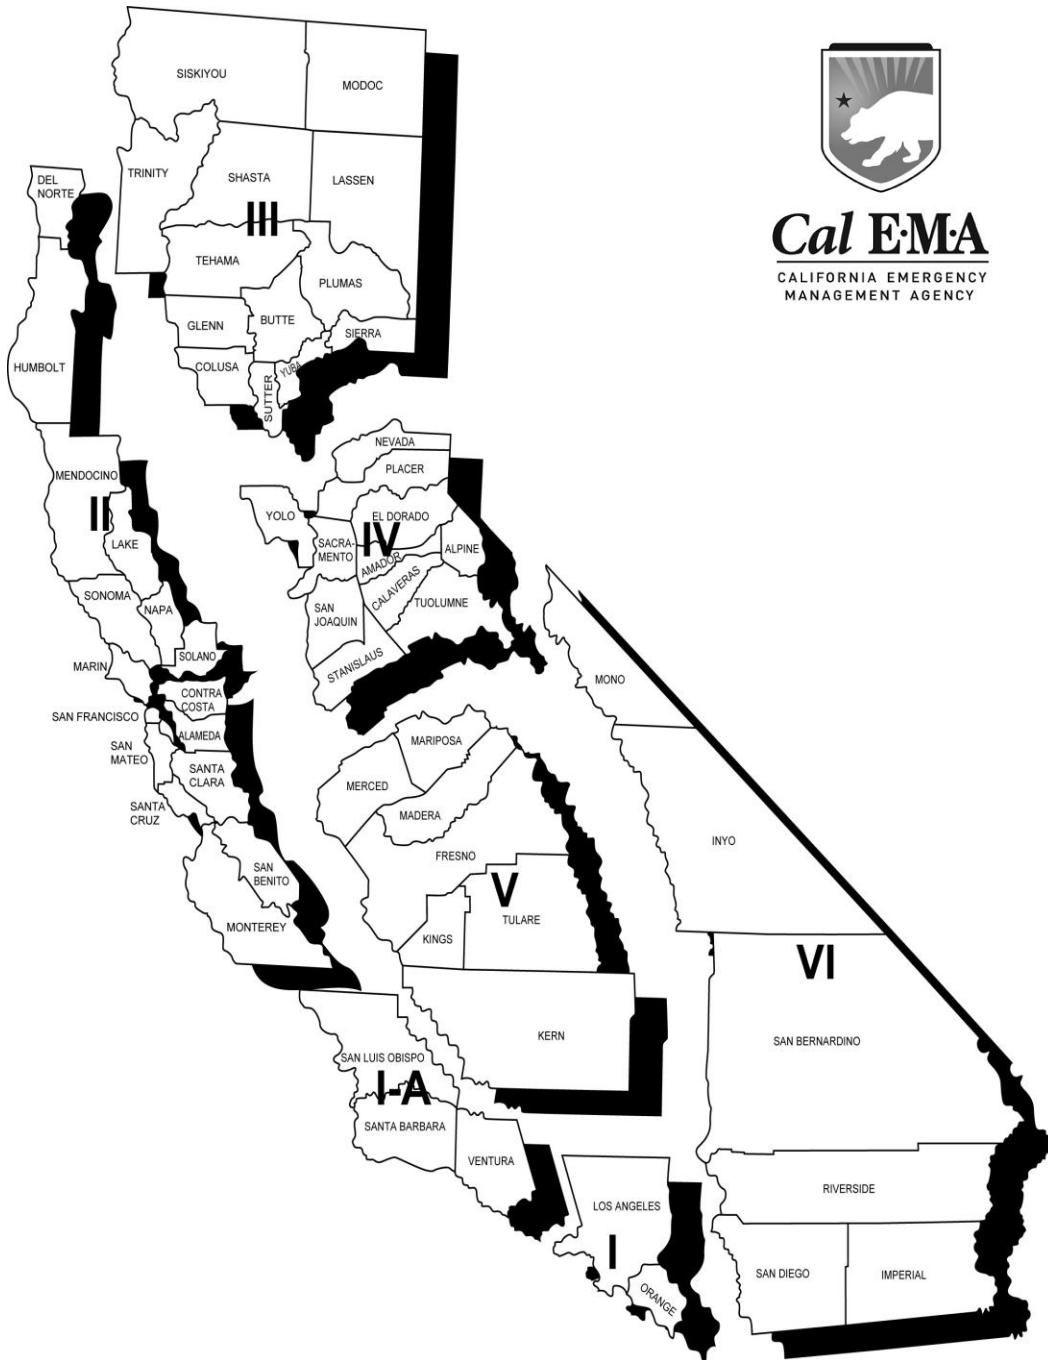 SISKIYOU
MODOC
DEL
NORTE
TRINITY
SHASTA
LASSEN
III
TEHAMA
PLUMAS
GLENN
BUTTE
SIERRA
HUMBOLT
COLUSA
YUBA
SUTTER
Cal E·M·A
CALIFORNIA EMERGENCY
MANAGEMENT AGENCY
MENDOCINO
II
LAKE
SONOMA
NAPA
MARIN
SOLANO
CONTRA
COSTA
SAN FRANCISCO
ALAMEDA
SAN
MATEO
SANTA
CLARA
SANTA
CRUZ
SAN
BENITO
MONTEREY
NEVADA
PLACER
YOLO
EL DORADO
IV
SACRA-
MENTO
ALPINE
AMADOR
CALAVERAS
SAN
JOAQUIN
TUOLUMNE
STANISLAUS
MARIPOSA
MERCED
MADERA
FRESNO
V
TULARE
KINGS
KERN
MONO
INYO
VI
SAN BERNARDINO
RIVERSIDE
SAN DIEGO
IMPERIAL
SAN LUIS OBISPO
I-A
SANTA BARBARA
VENTURA
LOS ANGELES
I
ORANGE